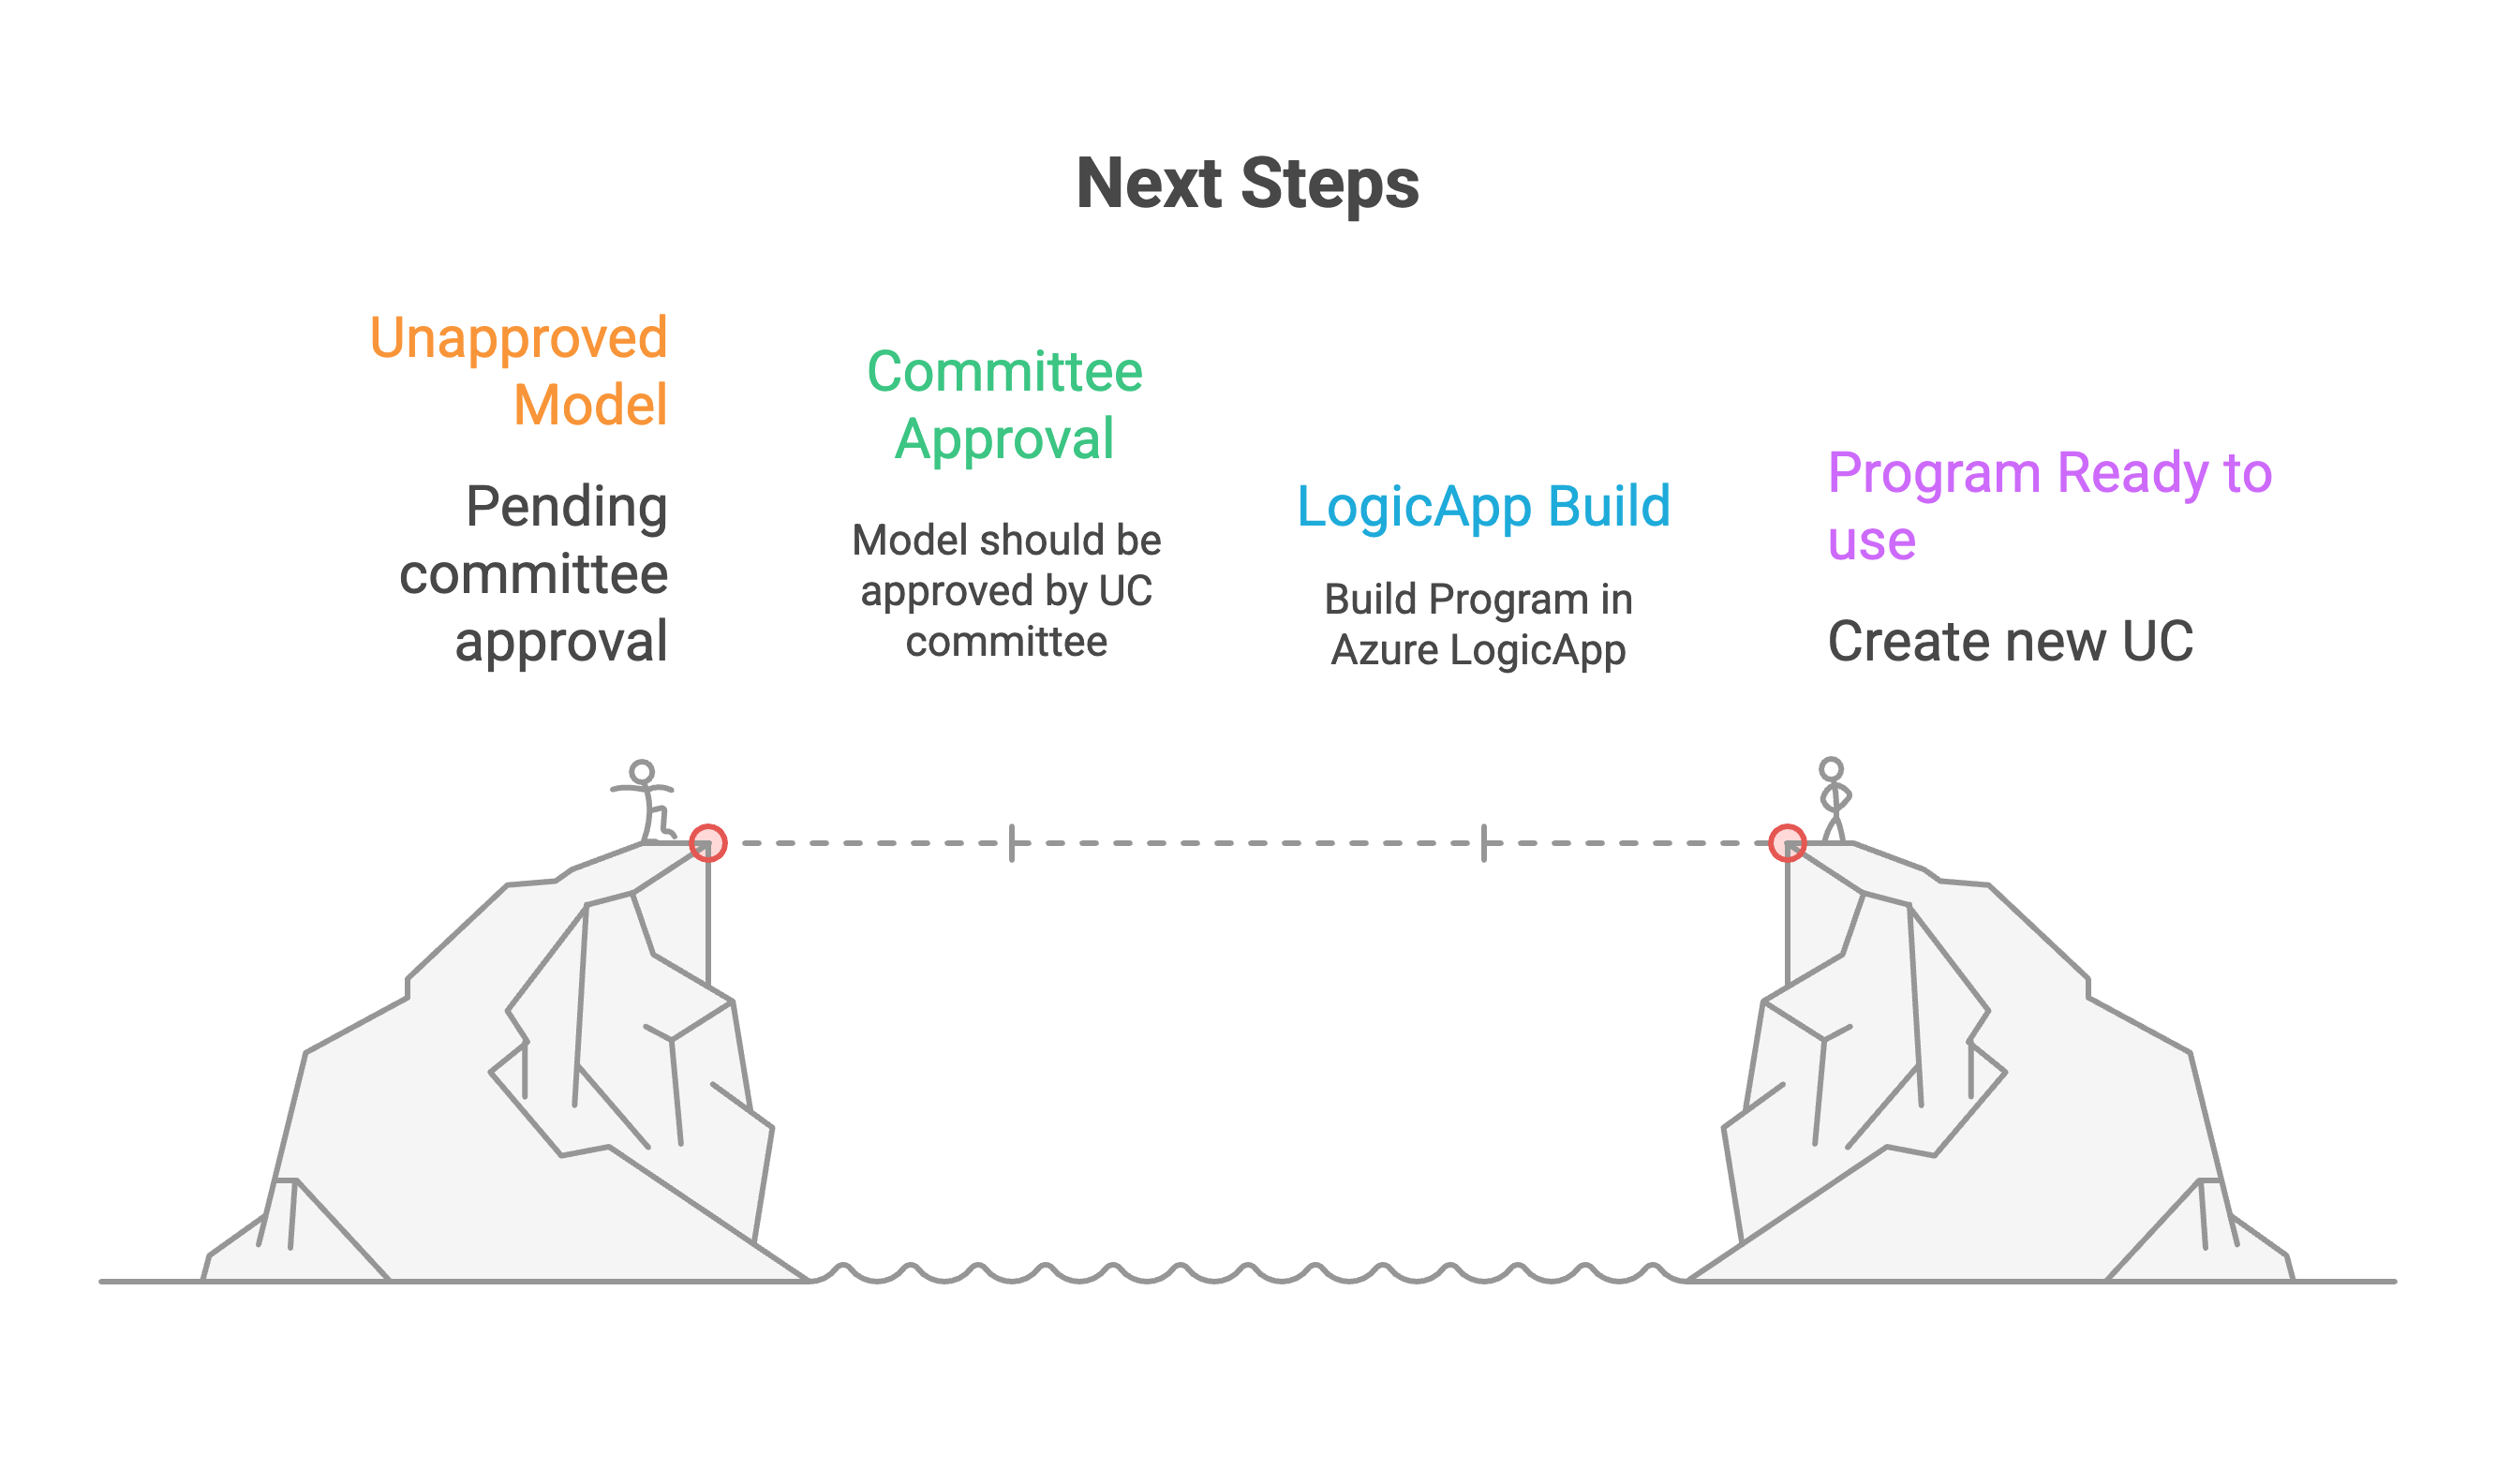 Next Steps
Unapproved
Model
Pending
committee
approval
Committee
Approval
Model should be
approved by UC
committee
LogicApp Build
Build Program in
Azure LogicApp
Program Ready to
use
Create new UC